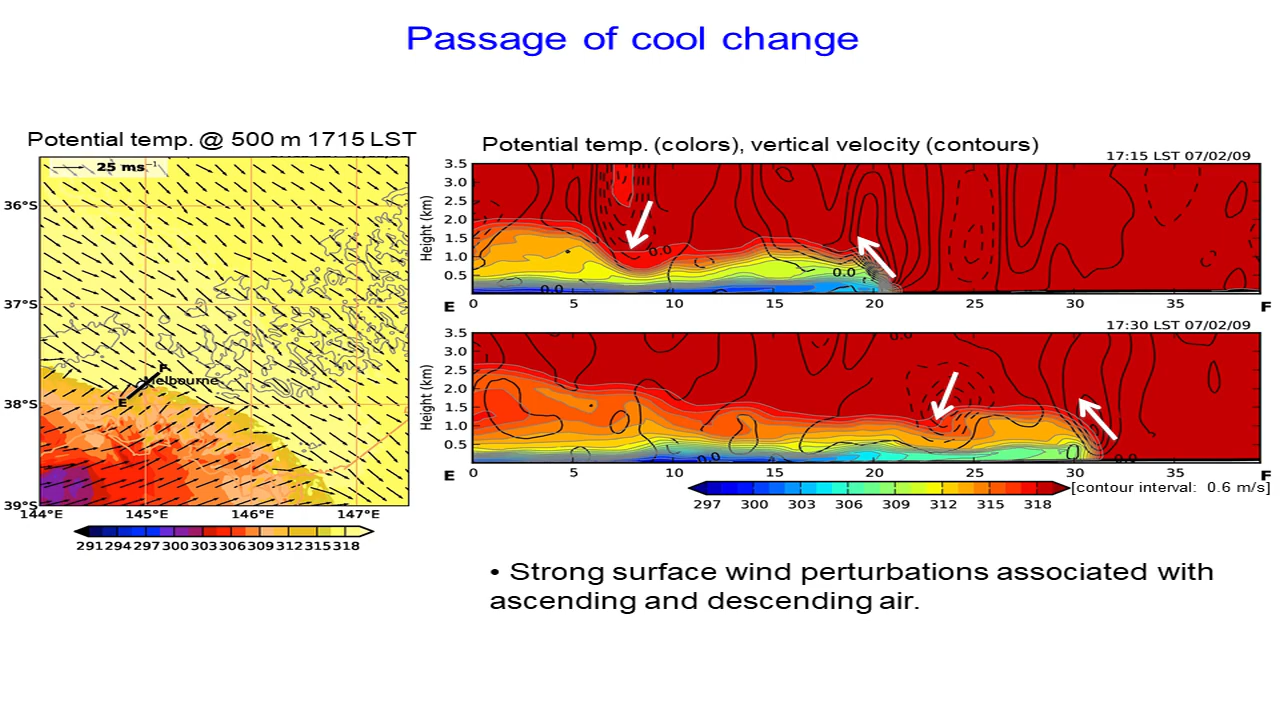 Passage of cool change
Potential temp. @ 500 m 1715 LST
25 ms⁻¹
36°S
37°S
38°S
39°S
144°E 145°E 146°E 147°E
F
Melbourne
E
291 294 297 300 303 306 309 312 315 318
Potential temp. (colors), vertical velocity (contours)
17:15 LST 07/02/09
Height (km)
3.5
3.0
2.5
2.0
1.5
1.0
0.5
0.0
0.0
0.0
E 0 5 10 15 20 25 30 35 F
17:30 LST 07/02/09
Height (km)
3.5
3.0
2.5
2.0
1.5
1.0
0.5
0.0
0.0
0.0
E 0 5 10 15 20 25 30 35 F
297 300 303 306 309 312 315 318
[contour interval: 0.6 m/s]
• Strong surface wind perturbations associated with
ascending and descending air.